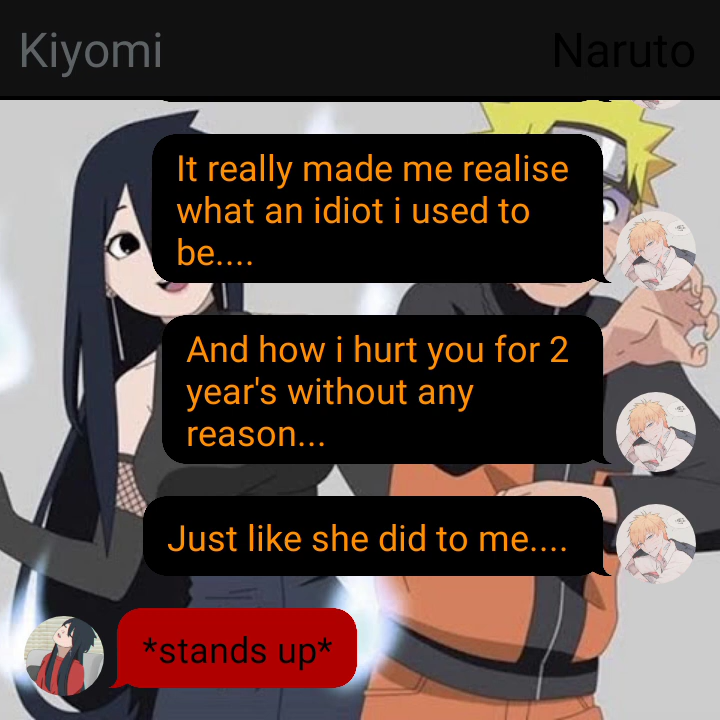 Kiyomi Naruto
It really made me realise
what an idiot i used to
be....
And how i hurt you for 2
year's without any
reason...
Just like she did to me....
*stands up*